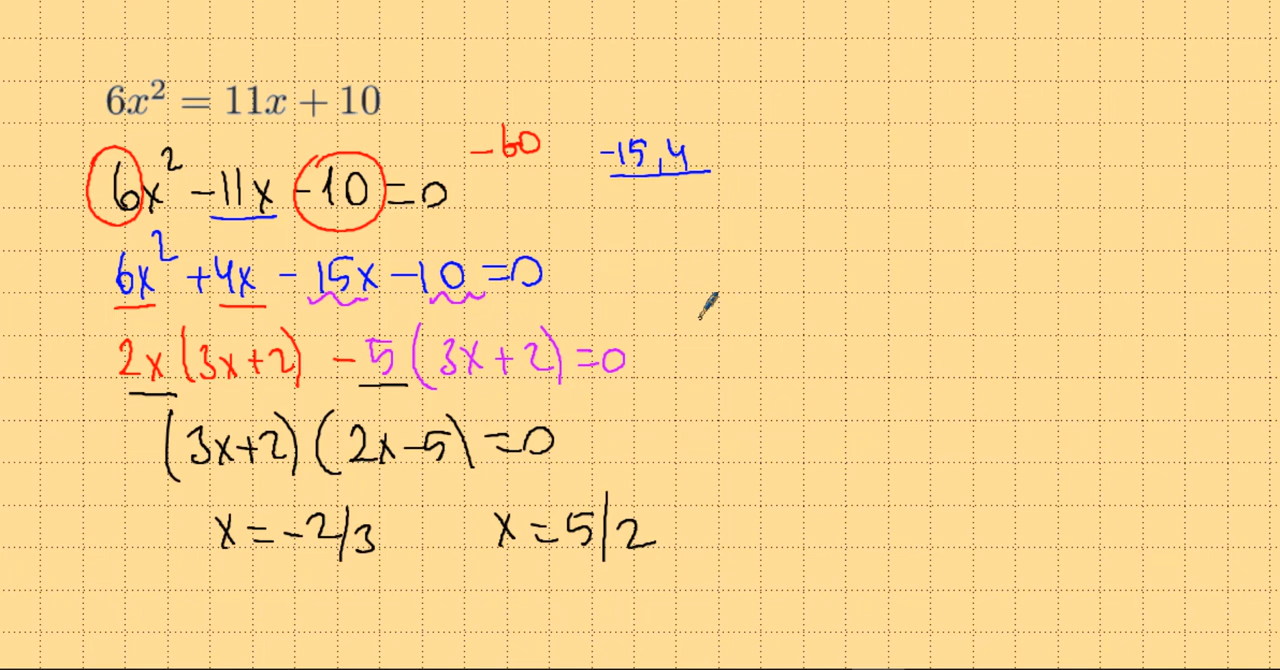 6x² = 11x + 10
-60 -15, 4
6x² - 11x - 10 = 0
6x² + 4x - 15x - 10 = 0
2x (3x+2) - 5 (3x+2) = 0
(3x+2) (2x-5) = 0
x = -2/3 x = 5/2